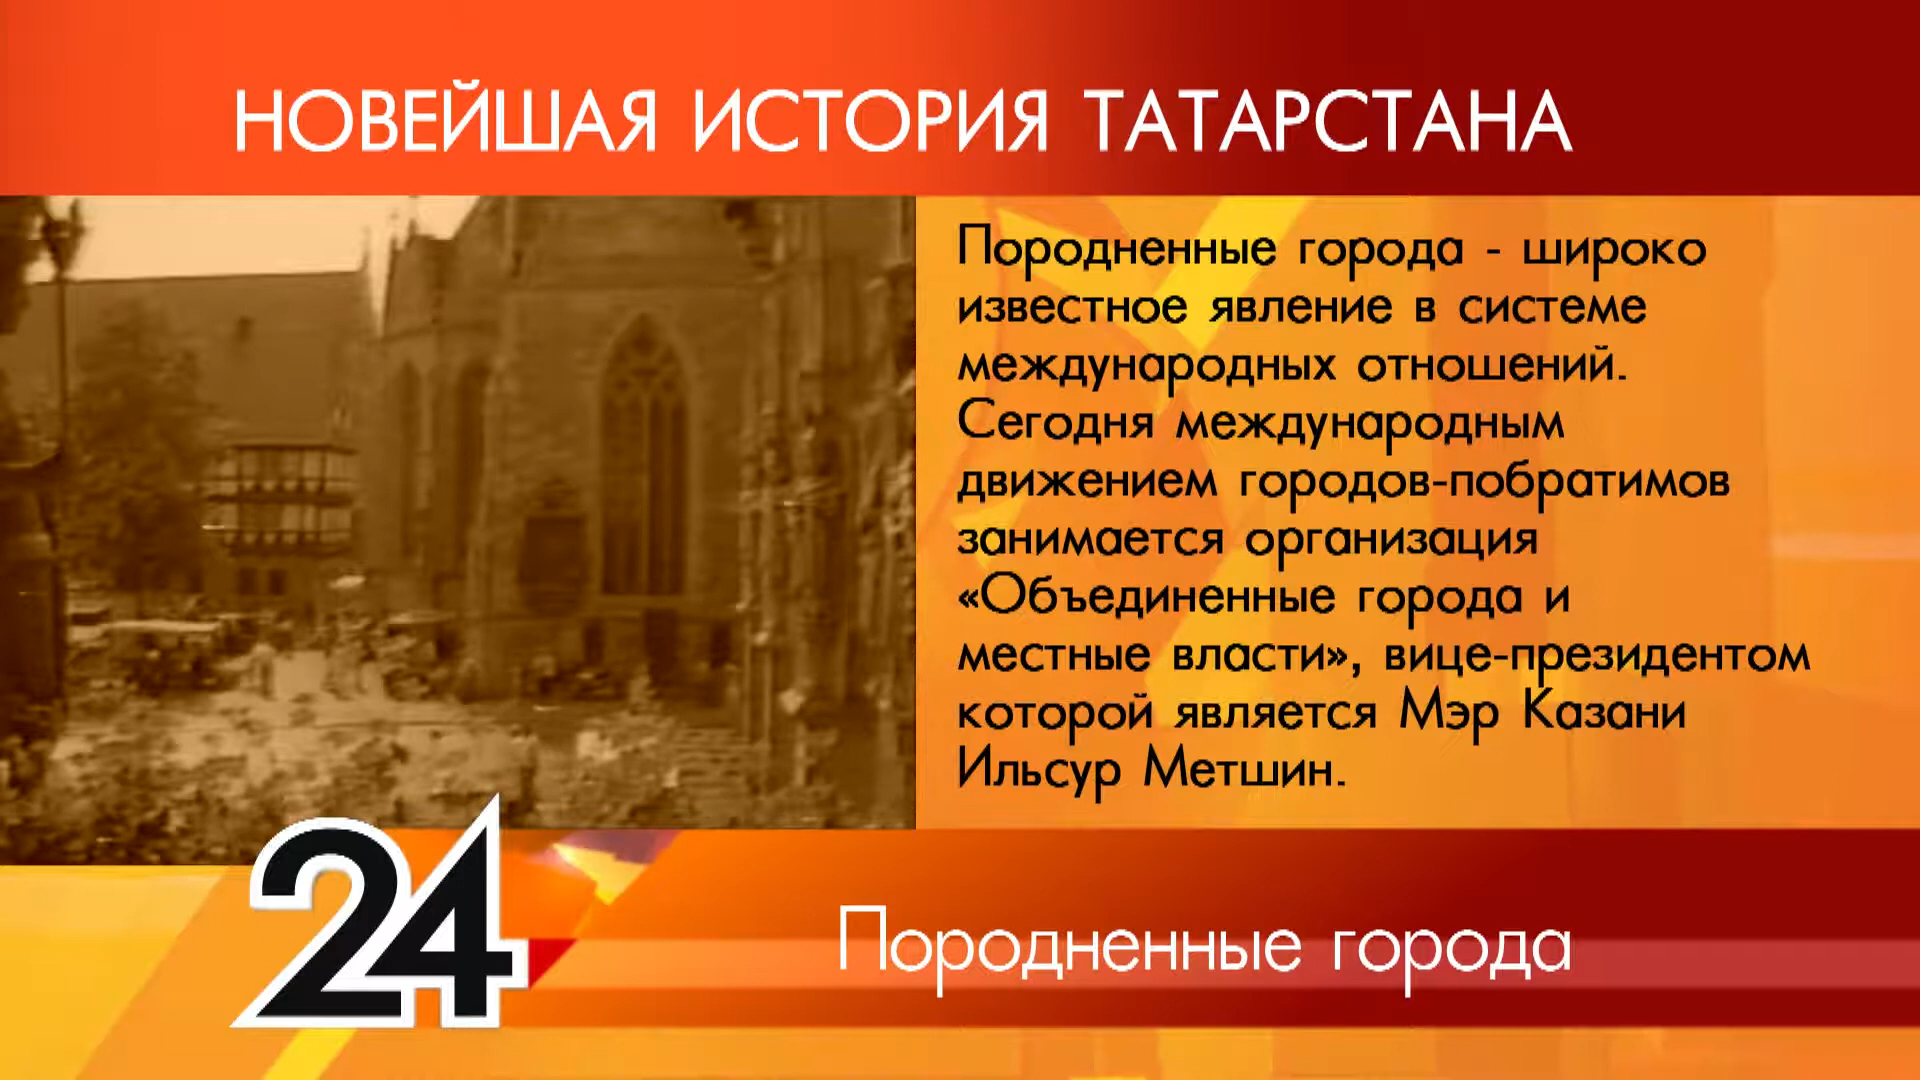 НОВЕЙШАЯ ИСТОРИЯ ТАТАРСТАНА
Породненные города - широко
известное явление в системе
международных отношений.
Сегодня международным
движением городов-побратимов
занимается организация
«Объединенные города и
местные власти», вице-президентом
которой является Мэр Казани
Ильсур Метшин.
24
Породненные города